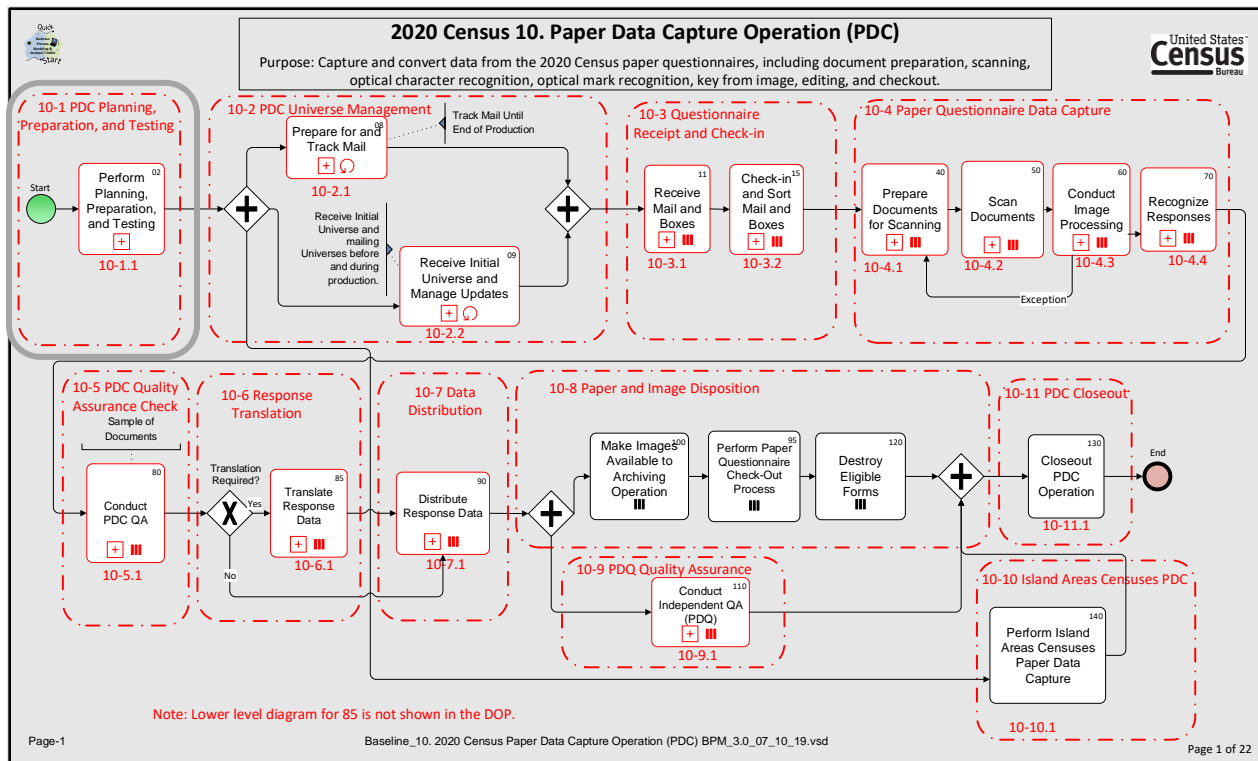 Quick
Business
Process
Modeling &
Analysis Toolkit
Start
2020 Census 10. Paper Data Capture Operation (PDC)
Purpose: Capture and convert data from the 2020 Census paper questionnaires, including document preparation, scanning,
optical character recognition, optical mark recognition, key from image, editing, and checkout.
United States
Census
Bureau
10-1 PDC Planning,
Preparation, and Testing
Start
02
Perform
Planning,
Preparation,
and Testing
10-1.1
10-2 PDC Universe Management
08
Prepare for and
Track Mail
10-2.1
Track Mail Until
End of Production
Receive Initial
Universe and
mailing
Universes before
and during
production.
09
Receive Initial
Universe and
Manage Updates
10-2.2
10-3 Questionnaire
Receipt and Check-in
11
Receive
Mail and
Boxes
10-3.1
15
Check-in
and Sort
Mail and
Boxes
10-3.2
10-4 Paper Questionnaire Data Capture
40
Prepare
Documents
for Scanning
10-4.1
50
Scan
Documents
10-4.2
60
Conduct
Image
Processing
10-4.3
70
Recognize
Responses
10-4.4
Exception
10-5 PDC Quality
Assurance Check
Sample of
Documents
80
Conduct
PDC QA
10-5.1
10-6 Response
Translation
Translation
Required?
X
Yes
No
85
Translate
Response
Data
10-6.1
10-7 Data
Distribution
90
Distribute
Response Data
10-7.1
10-8 Paper and Image Disposition
100
Make Images
Available to
Archiving
Operation
95
Perform Paper
Questionnaire
Check-Out
Process
120
Destroy
Eligible
Forms
10-9 PDQ Quality Assurance
110
Conduct
Independent QA
(PDQ)
10-9.1
10-11 PDC Closeout
130
Closeout
PDC
Operation
10-11.1
End
10-10 Island Areas Censuses PDC
140
Perform Island
Areas Censuses
Paper Data
Capture
10-10.1
Note: Lower level diagram for 85 is not shown in the DOP.
Page-1
Baseline_10. 2020 Census Paper Data Capture Operation (PDC) BPM_3.0_07_10_19.vsd
Page 1 of 22